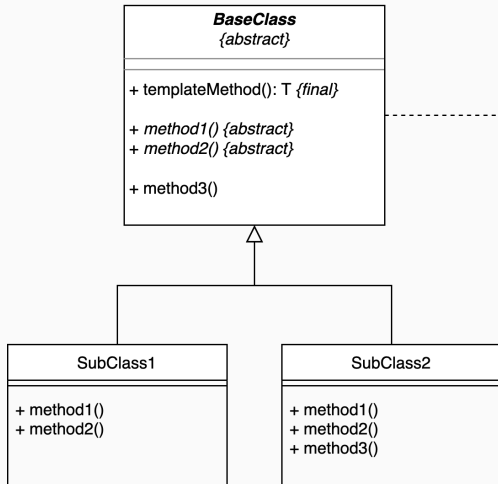 BaseClass
{abstract}
+ templateMethod(): T {final}
+ method1() {abstract}
+ method2() {abstract}
+ method3()
SubClass1
+ method1()
+ method2()
SubClass2
+ method1()
+ method2()
+ method3()